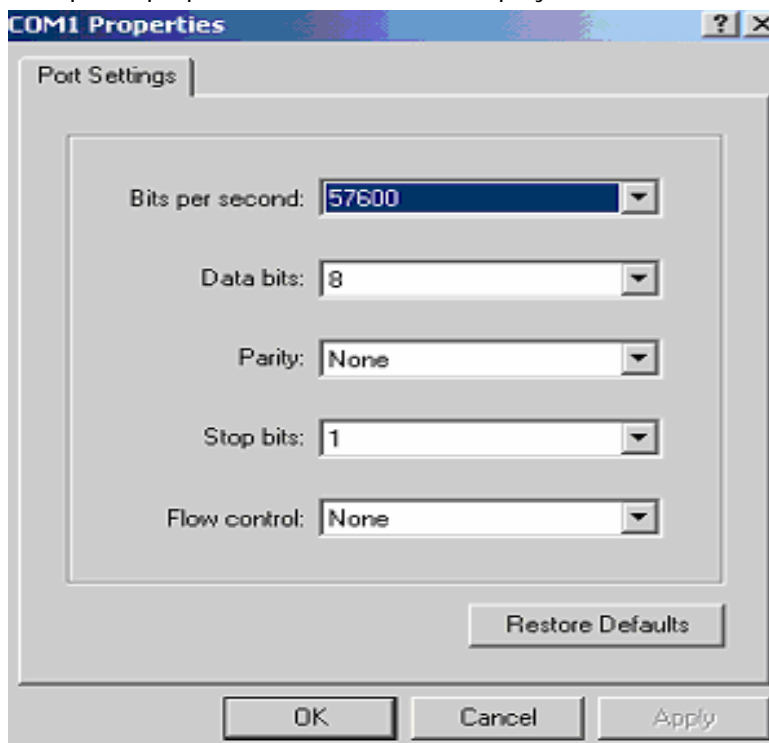 COM1 Properties
Port Settings
Bits per second: 57600
Data bits: 8
Parity: None
Stop bits: 1
Flow control: None
Restore Defaults
OK Cancel Apply